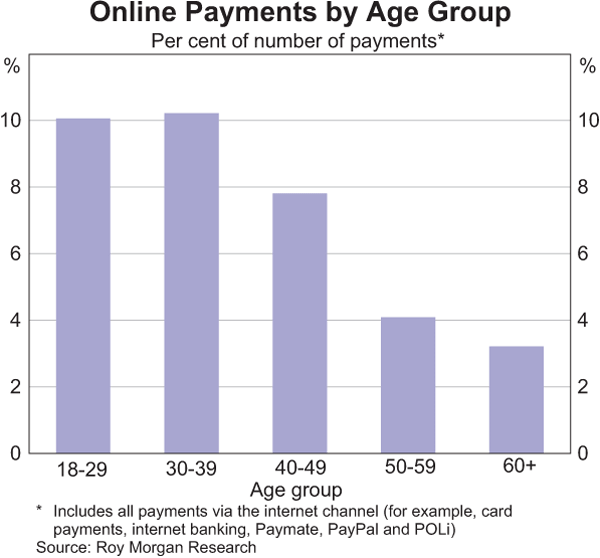 Online Payments by Age Group
Per cent of number of payments*
% %
10 10
8 8
6 6
4 4
2 2
0 0
18-29 30-39 40-49 50-59 60+
Age group
* Includes all payments via the internet channel (for example, card
payments, internet banking, Paymate, PayPal and POLi)
Source: Roy Morgan Research